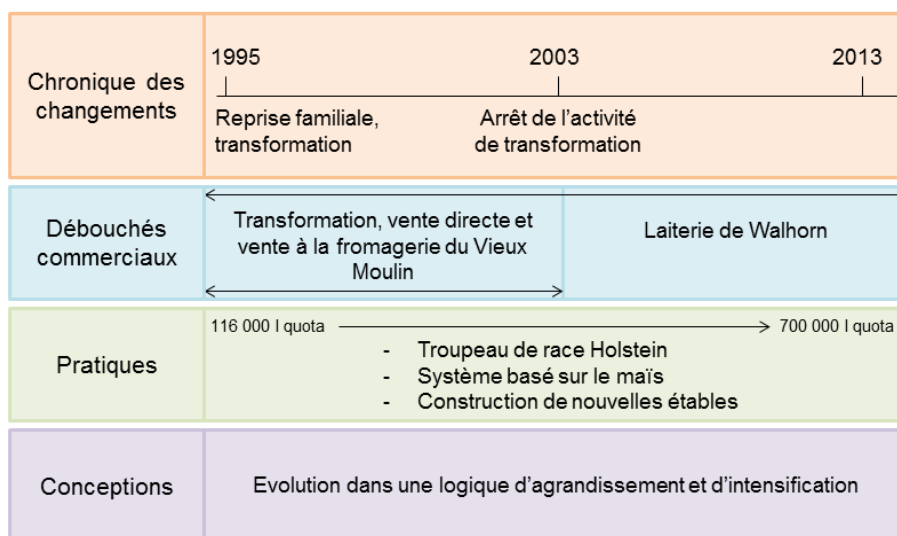 Chronique des
changements
1995
2003
2013
Reprise familiale,
transformation
Arrêt de l'activité
de transformation
Débouchés
commerciaux
Transformation, vente directe et
vente à la fromagerie du Vieux
Moulin
Laiterie de Walhorn
Pratiques
116 000 l quota
700 000 l quota
- Troupeau de race Holstein
- Système basé sur le maïs
- Construction de nouvelles étables
Conceptions
Evolution dans une logique d'agrandissement et d'intensification